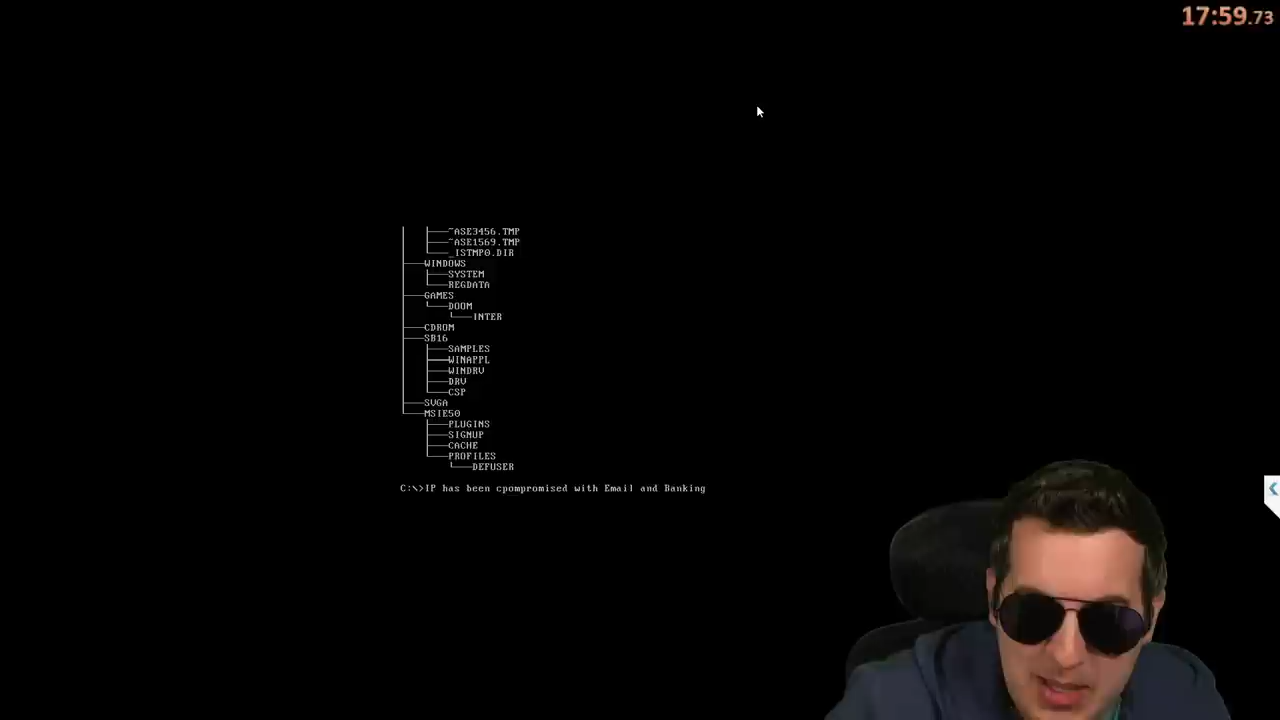 17:59.73
~ASE3456.TMP
~ASE1569.TMP
_ISTMP0.DIR
WINDOWS
SYSTEM
REGDATA
GAMES
DOOM
INTER
CDROM
SB16
SAMPLES
WINAPPL
WINDRV
DRV
CSP
SVGA
MSIE50
PLUGINS
SIGNUP
CACHE
PROFILES
DEFUSER
C:\>IP has been cpompromised with Email and Banking